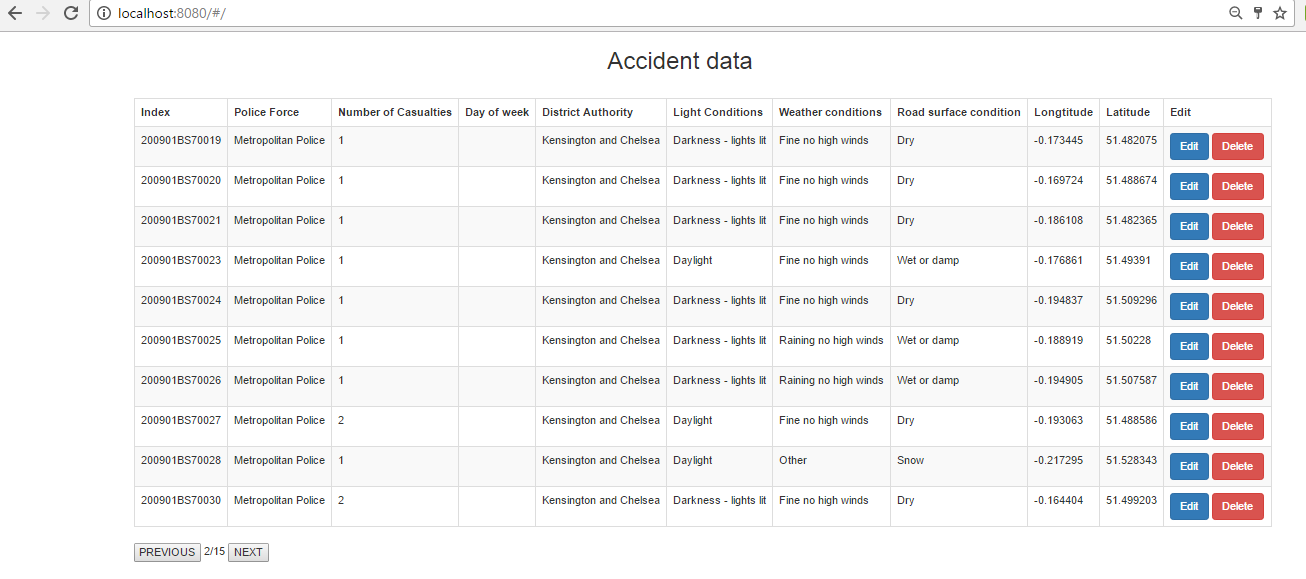 localhost:8080/#/
Accident data
Index Police Force Number of Casualties Day of week District Authority Light Conditions Weather conditions Road surface condition Longtitude Latitude Edit
200901BS70019 Metropolitan Police 1 Kensington and Chelsea Darkness - lights lit Fine no high winds Dry -0.173445 51.482075 Edit Delete
200901BS70020 Metropolitan Police 1 Kensington and Chelsea Darkness - lights lit Fine no high winds Dry -0.169724 51.488674 Edit Delete
200901BS70021 Metropolitan Police 1 Kensington and Chelsea Darkness - lights lit Fine no high winds Dry -0.186108 51.482365 Edit Delete
200901BS70023 Metropolitan Police 1 Kensington and Chelsea Daylight Fine no high winds Wet or damp -0.176861 51.49391 Edit Delete
200901BS70024 Metropolitan Police 1 Kensington and Chelsea Darkness - lights lit Fine no high winds Dry -0.194837 51.509296 Edit Delete
200901BS70025 Metropolitan Police 1 Kensington and Chelsea Darkness - lights lit Raining no high winds Wet or damp -0.188919 51.50228 Edit Delete
200901BS70026 Metropolitan Police 1 Kensington and Chelsea Darkness - lights lit Raining no high winds Wet or damp -0.194905 51.507587 Edit Delete
200901BS70027 Metropolitan Police 2 Kensington and Chelsea Daylight Fine no high winds Dry -0.193063 51.488586 Edit Delete
200901BS70028 Metropolitan Police 1 Kensington and Chelsea Daylight Other Snow -0.217295 51.528343 Edit Delete
200901BS70030 Metropolitan Police 2 Kensington and Chelsea Darkness - lights lit Fine no high winds Dry -0.164404 51.499203 Edit Delete
PREVIOUS 2/15 NEXT